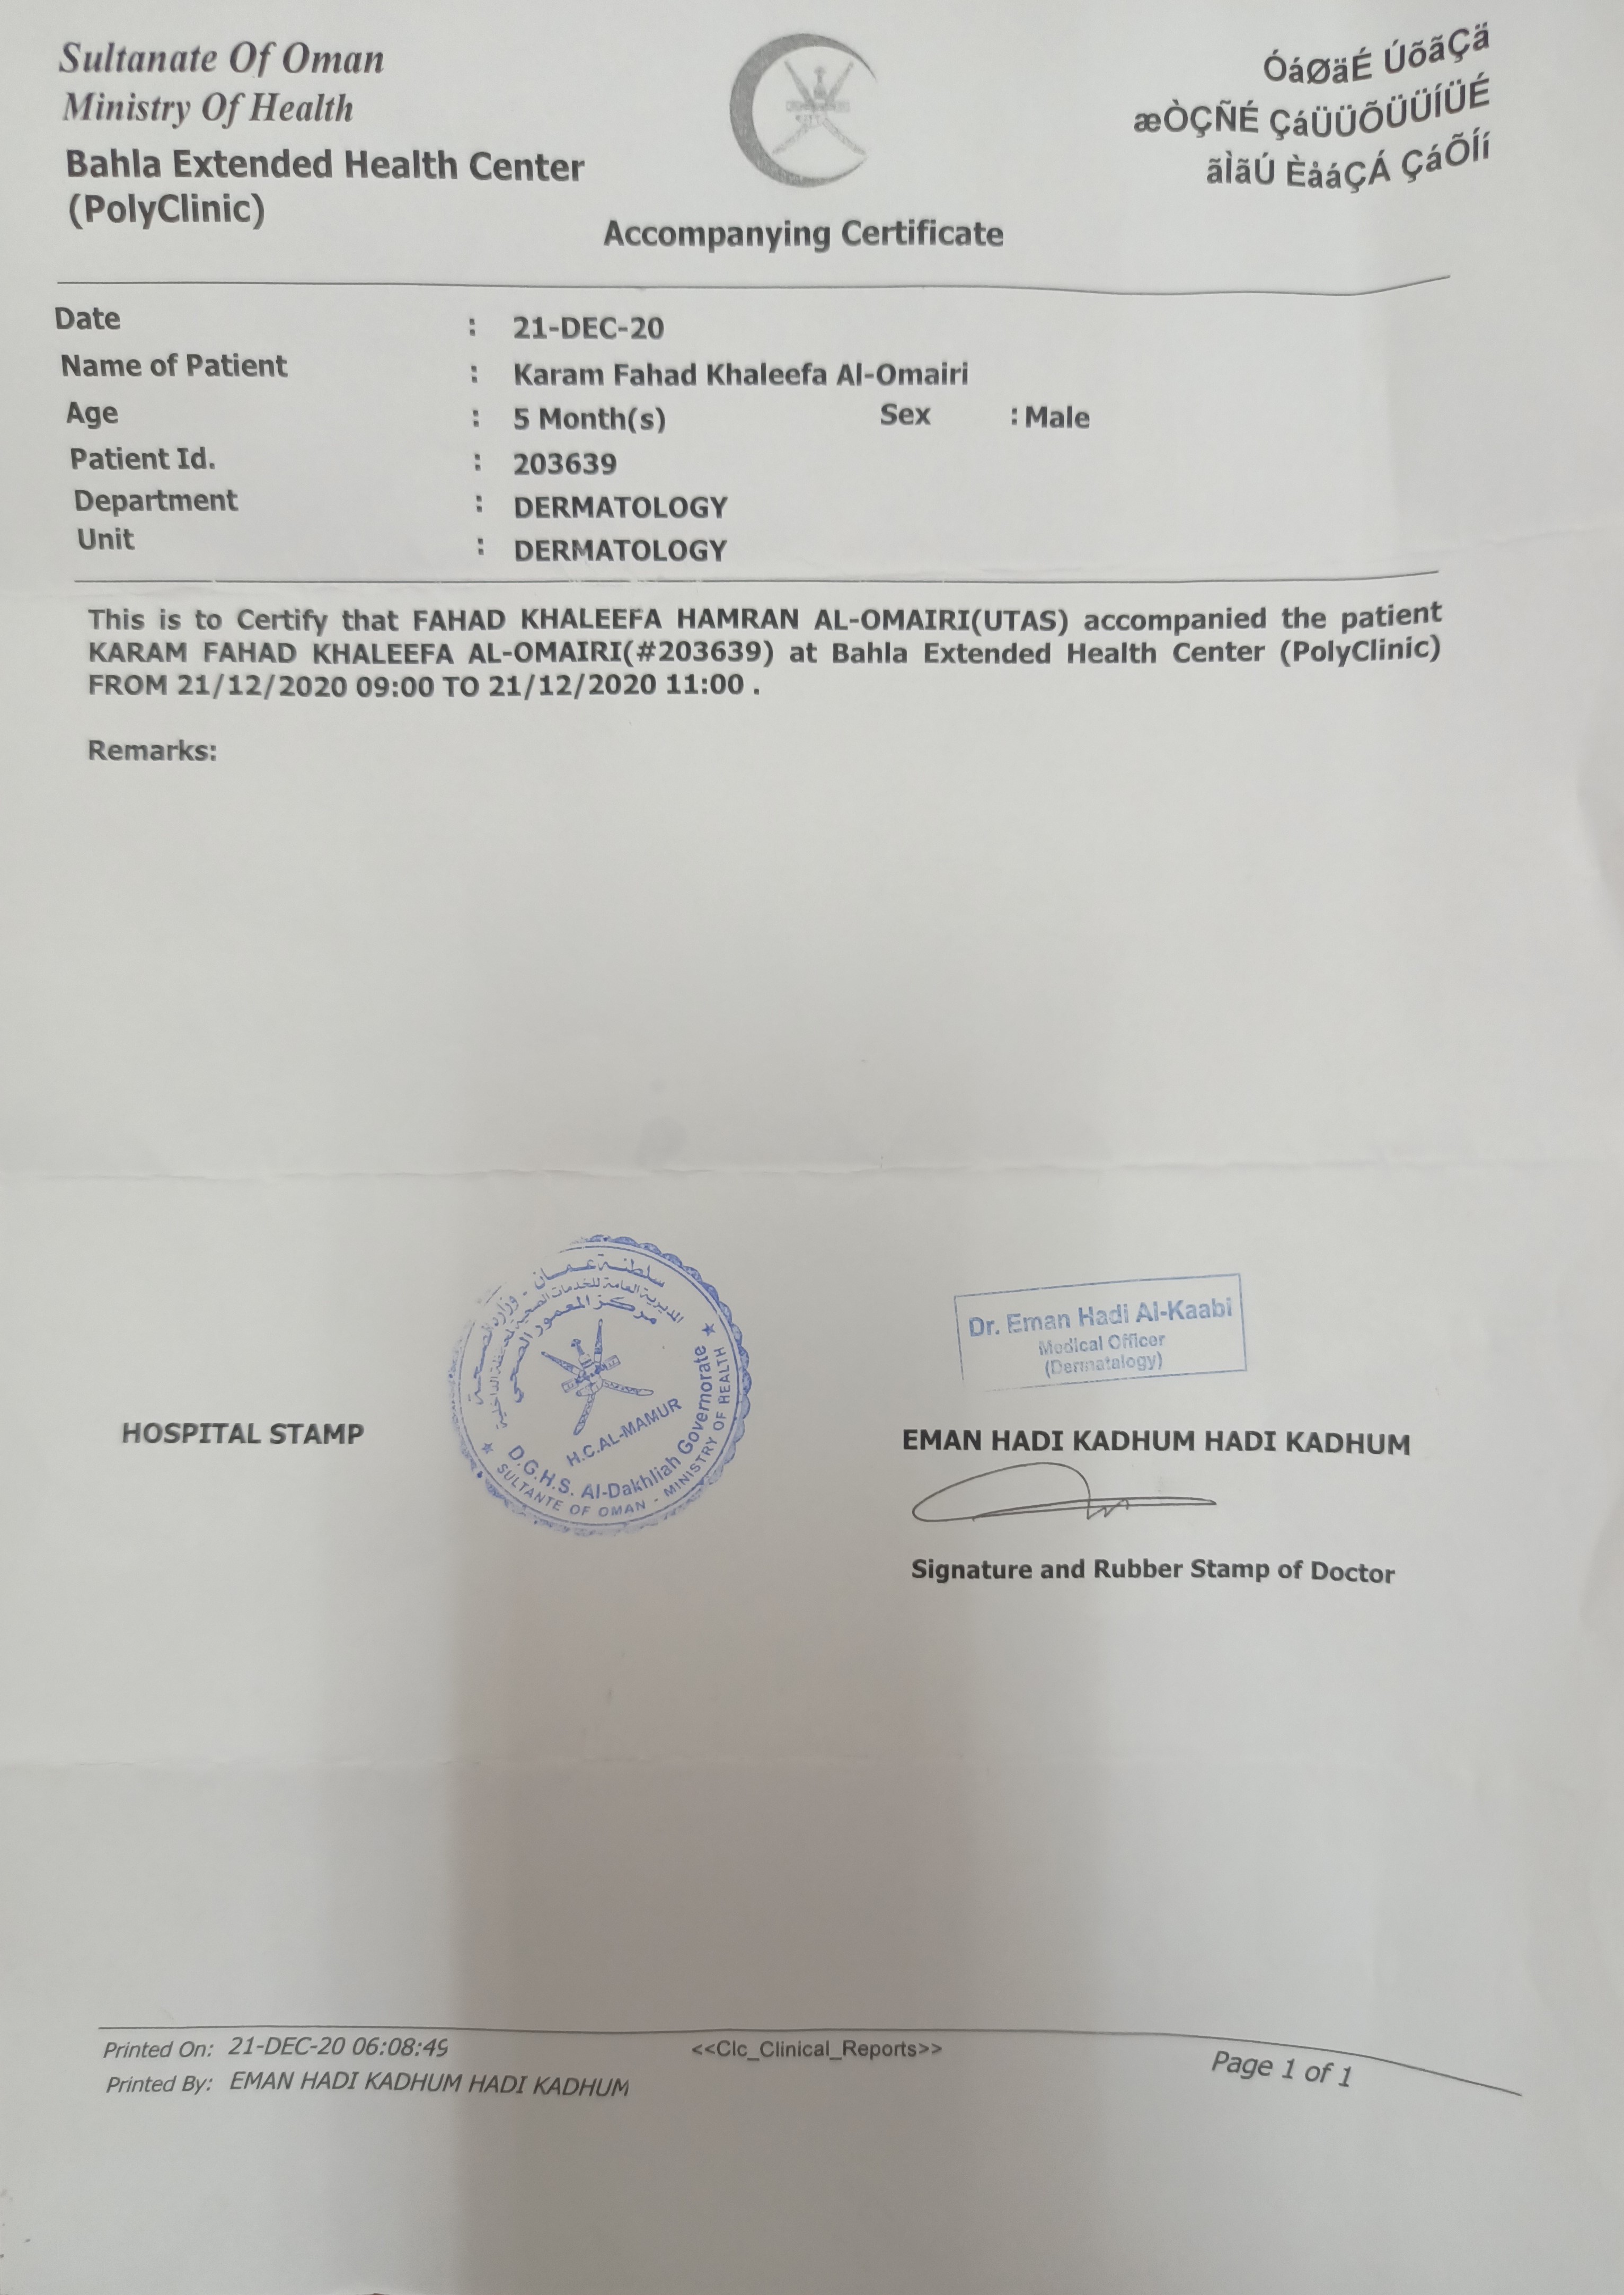 Sultanate Of Oman
Ministry Of Health
Bahla Extended Health Center
(PolyClinic)
ÓáØäÉ ÚõãÇä
æÒÇÑÉ ÇáÜÜÕÜÜÍÜÉ
ãÌãÚ ÈåáÇÁ ÇáÕÍí
Accompanying Certificate
Date : 21-DEC-20
Name of Patient : Karam Fahad Khaleefa Al-Omairi
Age : 5 Month(s) Sex : Male
Patient Id. : 203639
Department : DERMATOLOGY
Unit : DERMATOLOGY
This is to Certify that FAHAD KHALEEFA HAMRAN AL-OMAIRI(UTAS) accompanied the patient
KARAM FAHAD KHALEEFA AL-OMAIRI(#203639) at Bahla Extended Health Center (PolyClinic)
FROM 21/12/2020 09:00 TO 21/12/2020 11:00 .
Remarks:
سلطنة عمان - وزارة الصحة
المديرية العامة للخدمات الصحية لمحافظة الداخلية
مركز المعمور الصحي
H.C.AL-MAMUR
D.G.H.S. Al-Dakhliah Governorate
SULTANTE OF OMAN - MINISTRY OF HEALTH
Dr. Eman Hadi Al-Kaabi
Medical Officer
(Dermatalogy)
HOSPITAL STAMP
EMAN HADI KADHUM HADI KADHUM
Signature and Rubber Stamp of Doctor
Printed On: 21-DEC-20 06:08:49 <<Clc_Clinical_Reports>> Page 1 of 1
Printed By: EMAN HADI KADHUM HADI KADHUM